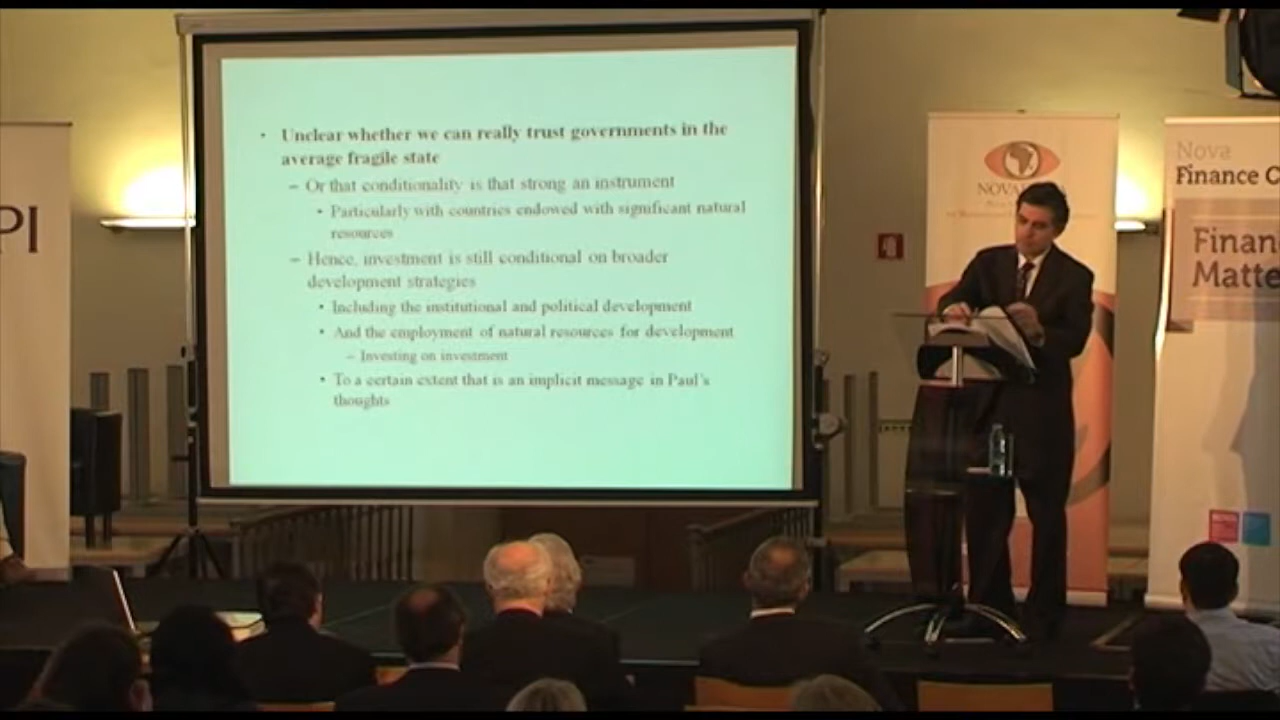 • Unclear whether we can really trust governments in the
average fragile state
– Or that conditionality is that strong an instrument
• Particularly with countries endowed with significant natural
resources
– Hence, investment is still conditional on broader
development strategies
• Including the institutional and political development
• And the employment of natural resources for development
– Investing on investment
• To a certain extent that is an implicit message in Paul's
thoughts
PI
Nova
Finance C
Finan
Matte